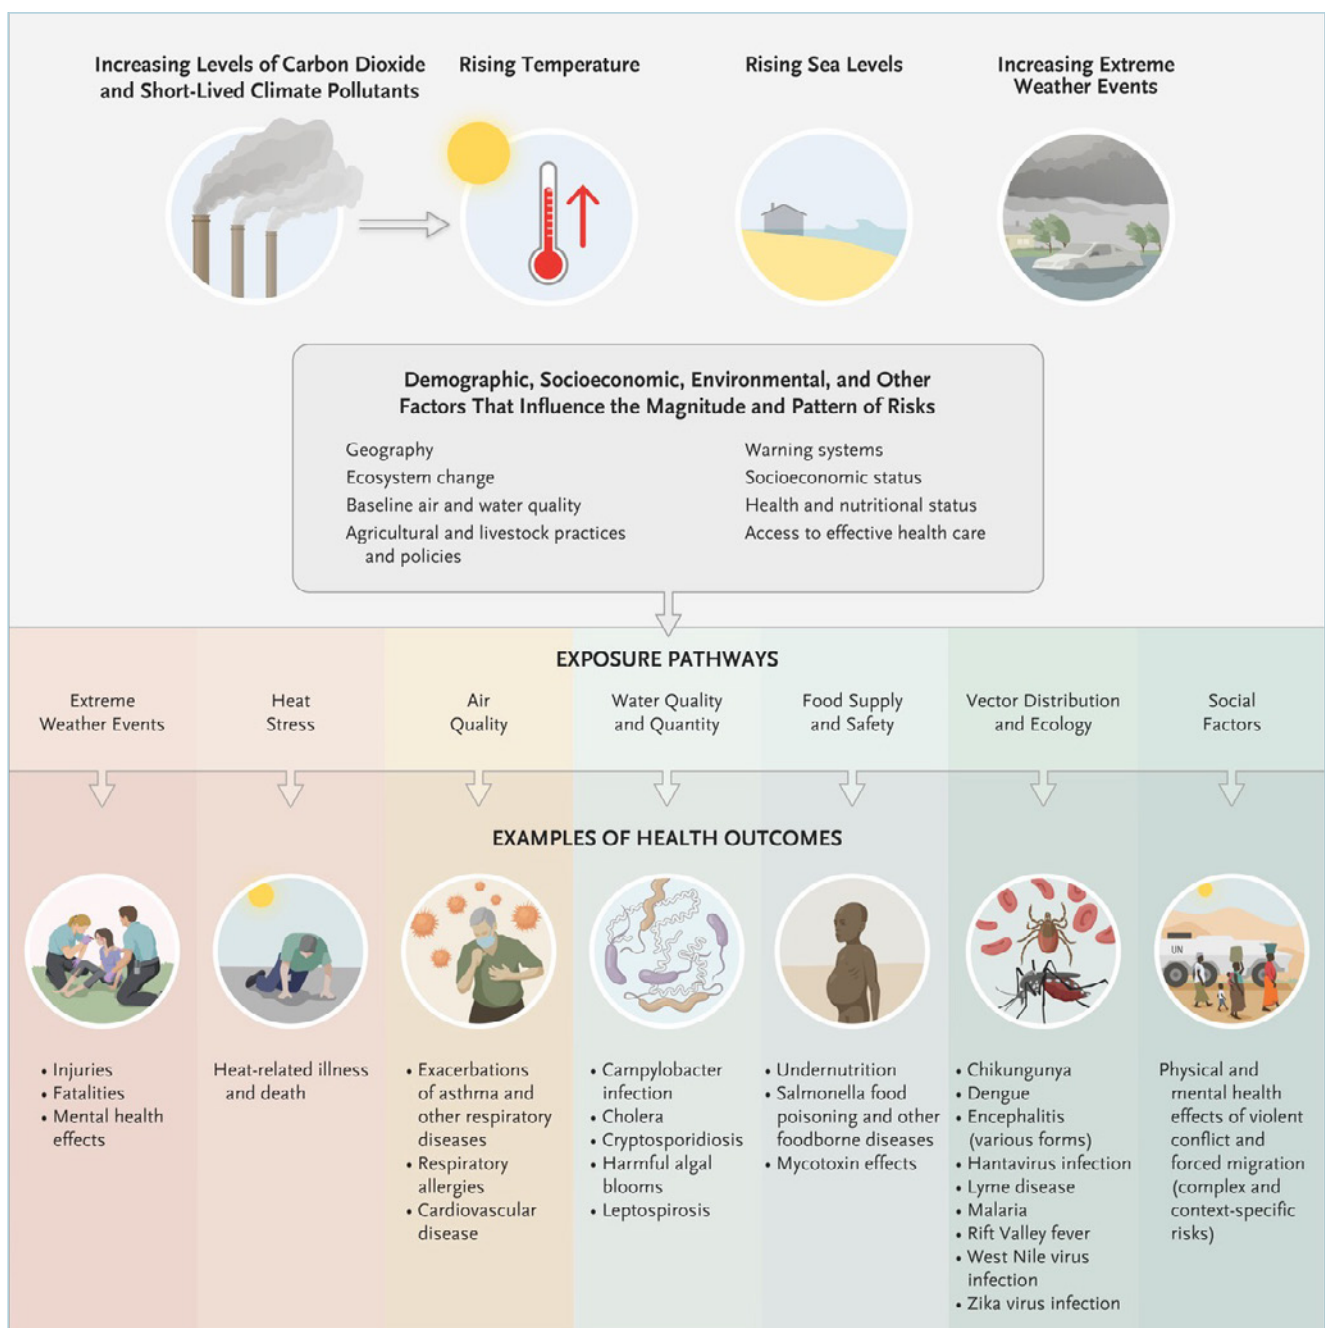 Increasing Levels of Carbon Dioxide
and Short-Lived Climate Pollutants
Rising Temperature
Rising Sea Levels
Increasing Extreme
Weather Events
Demographic, Socioeconomic, Environmental, and Other
Factors That Influence the Magnitude and Pattern of Risks
Geography
Ecosystem change
Baseline air and water quality
Agricultural and livestock practices
and policies
Warning systems
Socioeconomic status
Health and nutritional status
Access to effective health care
EXPOSURE PATHWAYS
Extreme
Weather Events
Heat
Stress
Air
Quality
Water Quality
and Quantity
Food Supply
and Safety
Vector Distribution
and Ecology
Social
Factors
EXAMPLES OF HEALTH OUTCOMES
UN
• Injuries
• Fatalities
• Mental health
effects
Heat-related illness
and death
• Exacerbations
of asthma and
other respiratory
diseases
• Respiratory
allergies
• Cardiovascular
disease
• Campylobacter
infection
• Cholera
• Cryptosporidiosis
• Harmful algal
blooms
• Leptospirosis
• Undernutrition
• Salmonella food
poisoning and other
foodborne diseases
• Mycotoxin effects
• Chikungunya
• Dengue
• Encephalitis
(various forms)
• Hantavirus infection
• Lyme disease
• Malaria
• Rift Valley fever
• West Nile virus
infection
• Zika virus infection
Physical and
mental health
effects of violent
conflict and
forced migration
(complex and
context-specific
risks)